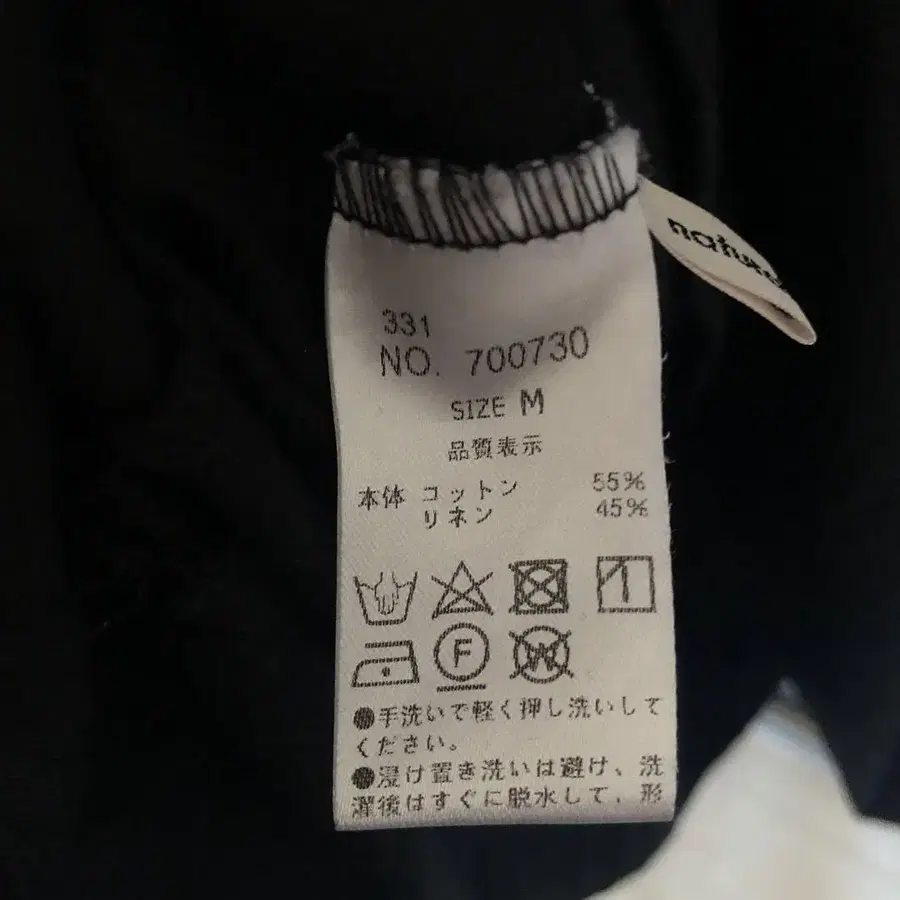 331
NO. 700730
SIZE M
品質表示
本体 コットン 55%
リネン 45%
F
W
●手洗いで軽く押し洗いして
ください。
●浸け置き洗いは避け、洗
濯後はすぐに脱水して、形